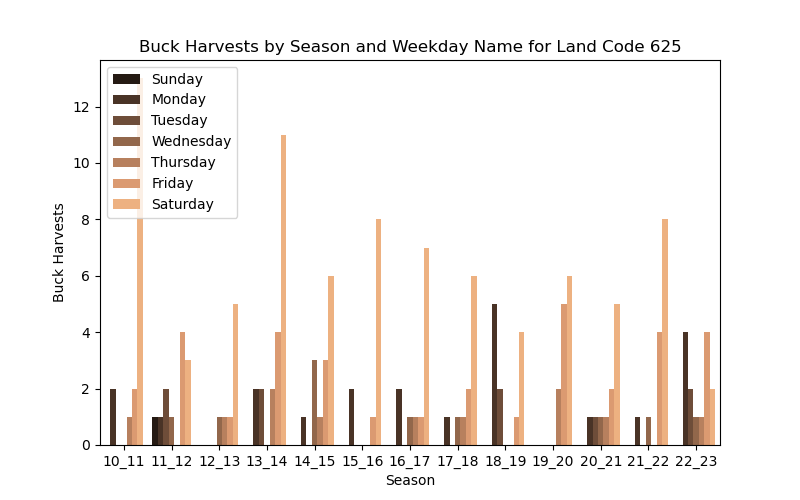 Buck Harvests by Season and Weekday Name for Land Code 625
Sunday
Monday
Tuesday
Wednesday
Thursday
Friday
Saturday
12
10
8
6
4
2
0
Buck Harvests
10_11 11_12 12_13 13_14 14_15 15_16 16_17 17_18 18_19 19_20 20_21 21_22 22_23
Season